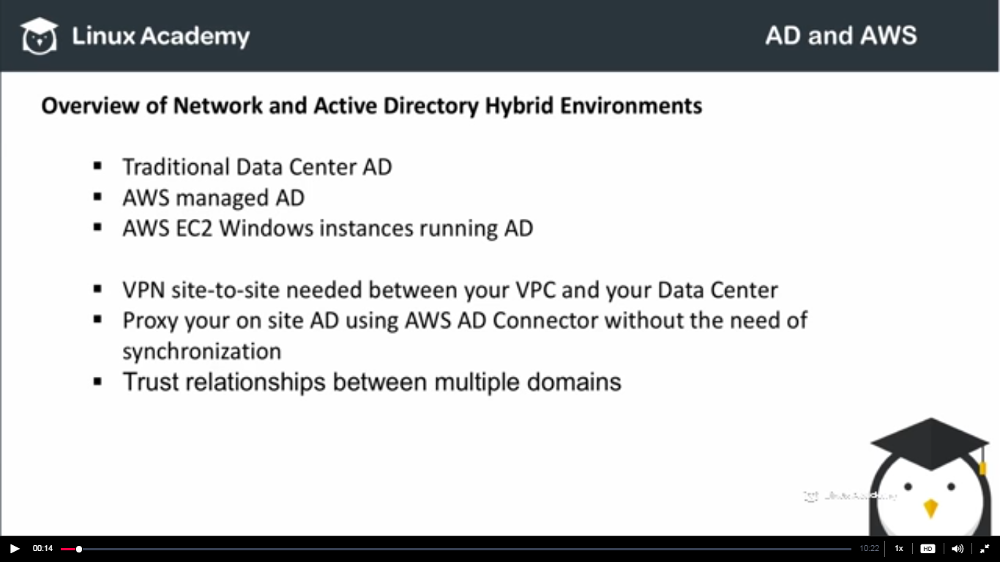 Linux Academy
AD and AWS
Overview of Network and Active Directory Hybrid Environments
▪ Traditional Data Center AD
▪ AWS managed AD
▪ AWS EC2 Windows instances running AD
▪ VPN site-to-site needed between your VPC and your Data Center
▪ Proxy your on site AD using AWS AD Connector without the need of
synchronization
▪ Trust relationships between multiple domains
Linux Academy
00:14
10:22
1x
HD